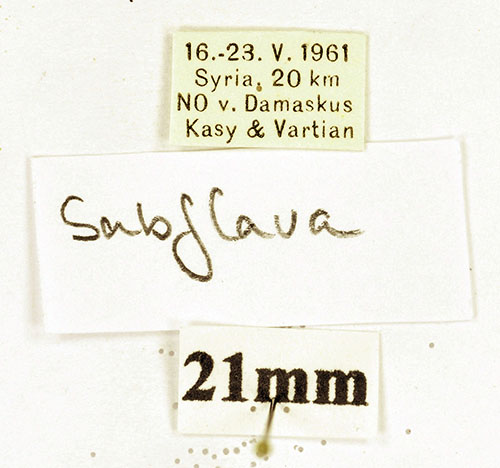 16.-23. V. 1961
Syria, 20 km
NO v. Damaskus
Kasy & Vartian
Subflava
21mm